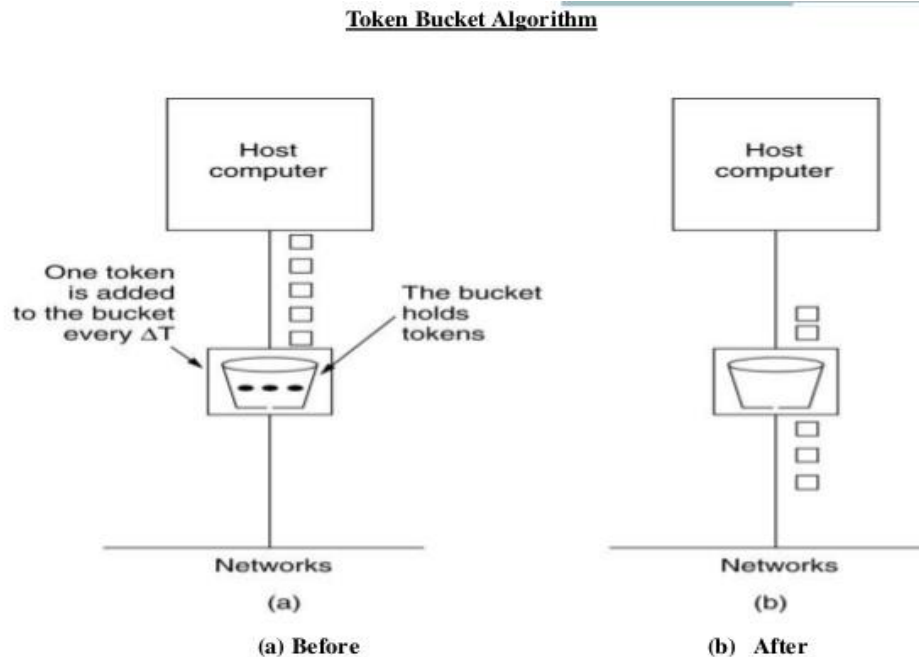 Token Bucket Algorithm
Host
computer
One token
is added
to the bucket
every ΔT
The bucket
holds
tokens
Networks
(a)
(a) Before
Host
computer
Networks
(b)
(b) After